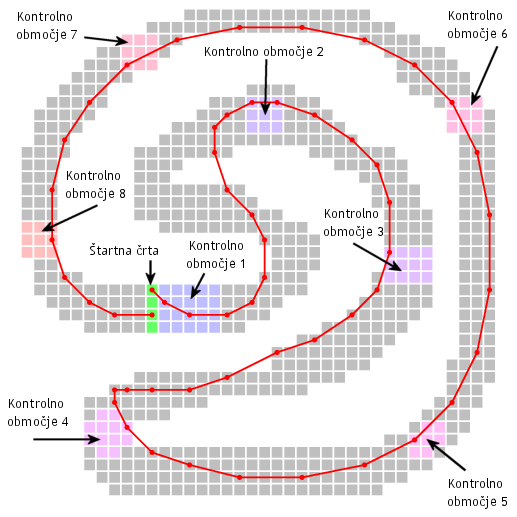 Kontrolno
območje 7
Kontrolno
območje 6
Kontrolno
območje 2
Kontrolno
območje 8
Kontrolno
območje 3
Štartna črta
Kontrolno
območje 1
Kontrolno
območje 4
Kontrolno
območje 5